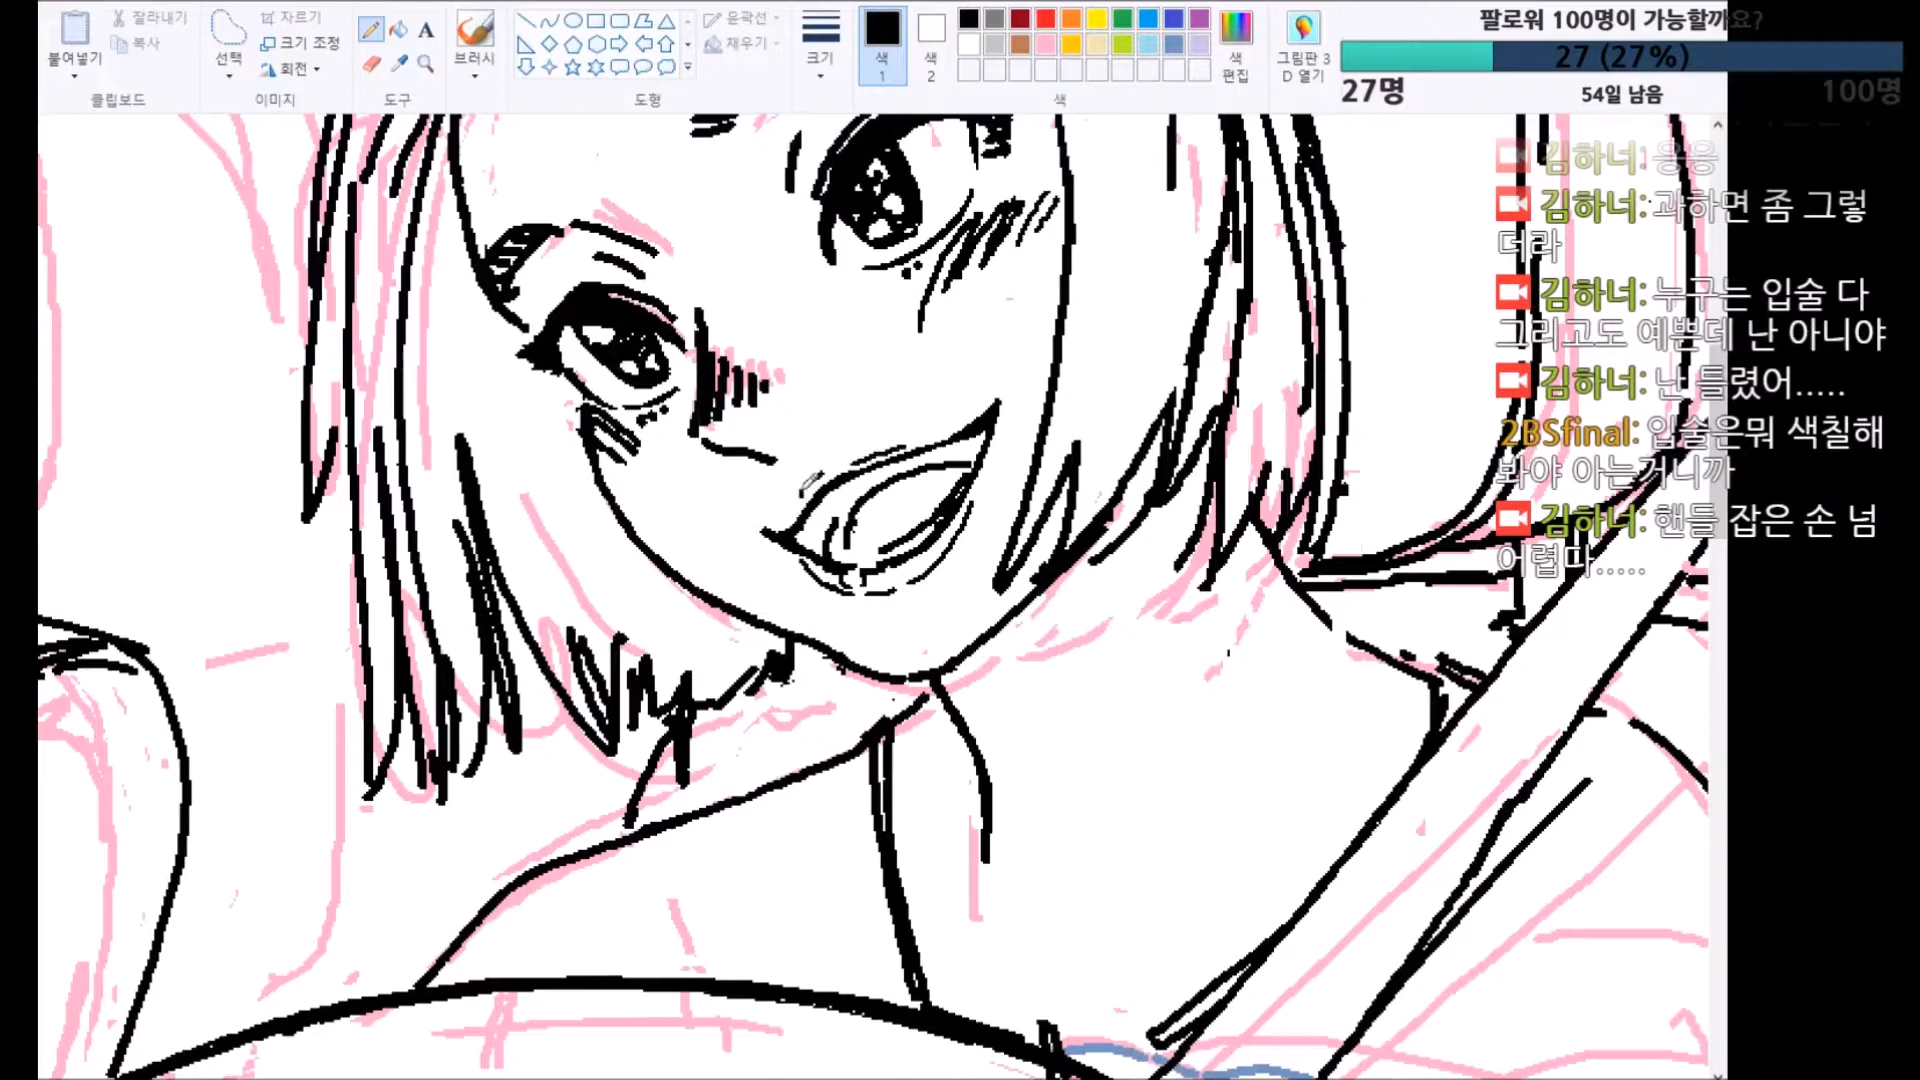 붙여넣기
잘라내기
복사
클립보드
선택
자르기
크기 조정
회전
이미지
A
도구
브러시
도형
윤곽선
채우기
크기
색
1
색
2
색
편집
색
그림판 3
D 열기
팔로워 100명이 가능할까요?
27 (27%)
27명
54일 남음
100명
김하너: 응응
김하너: 과하면 좀 그렇
더라
김하너: 누구는 입술 다
그리고도 예쁜데 난 아니야
김하너: 난 틀렸어.....
2BSfinal: 입술은뭐 색칠해
봐야 아는거니까
김하너: 핸들 잡은 손 넘
어렵다.....